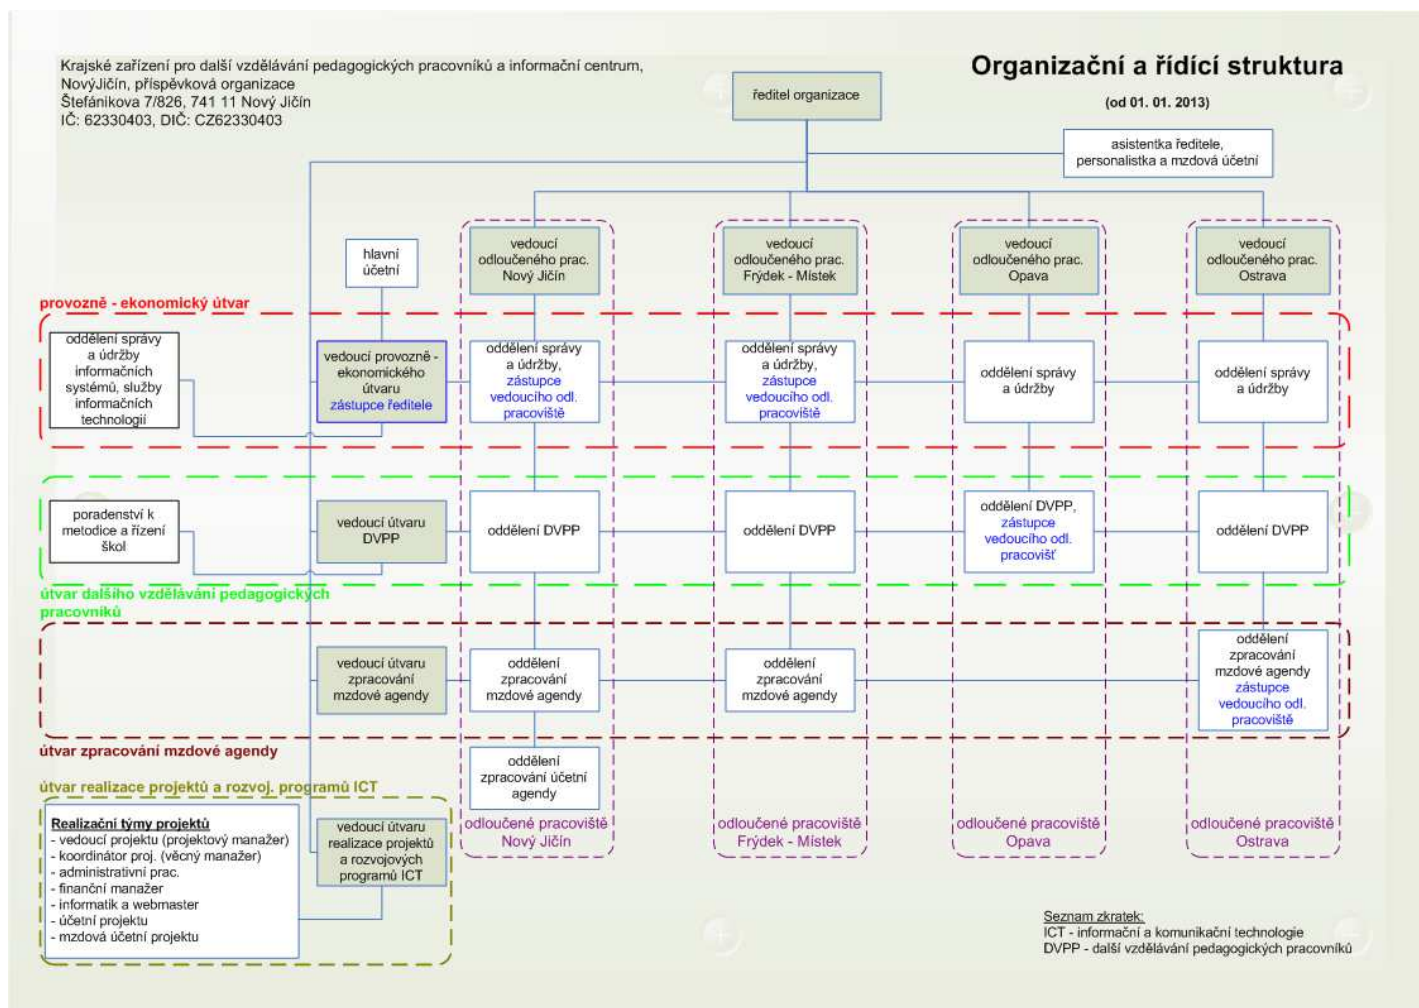 Krajské zařízení pro další vzdělávání pedagogických pracovníků a informační centrum,
NovýJičín, příspěvková organizace
Štefánikova 7/826, 741 11 Nový Jičín
IČ: 62330403, DIČ: CZ62330403
Organizační a řídící struktura
(od 01. 01. 2013)
ředitel organizace
asistentka ředitele,
personalistka a mzdová účetní
hlavní
účetní
vedoucí
odloučeného prac.
Nový Jičín
vedoucí
odloučeného prac.
Frýdek - Místek
vedoucí
odloučeného prac.
Opava
vedoucí
odloučeného prac.
Ostrava
provozně - ekonomický útvar
oddělení správy
a údržby
informačních
systémů, služby
informačních
technologií
vedoucí provozně -
ekonomického
útvaru
zástupce ředitele
oddělení správy
a údržby,
zástupce
vedoucího odl.
pracoviště
oddělení správy
a údržby,
zástupce
vedoucího odl.
pracoviště
oddělení správy
a údržby
oddělení správy
a údržby
poradenství k
metodice a řízení
škol
vedoucí útvaru
DVPP
oddělení DVPP
oddělení DVPP
oddělení DVPP,
zástupce
vedoucího odl.
pracovišť
oddělení DVPP
útvar dalšího vzdělávání pedagogických
pracovníků
vedoucí útvaru
zpracování
mzdové agendy
oddělení
zpracování
mzdové agendy
oddělení
zpracování
mzdové agendy
oddělení
zpracování
mzdové agendy
zástupce
vedoucího odl.
pracoviště
útvar zpracování mzdové agendy
oddělení
zpracování účetní
agendy
útvar realizace projektů a rozvoj. programů ICT
Realizační týmy projektů
- vedoucí projektu (projektový manažer)
- koordinátor proj. (věcný manažer)
- administrativní prac.
- finanční manažer
- informatik a webmaster
- účetní projektu
- mzdová účetní projektu
vedoucí útvaru
realizace projektů
a rozvojových
programů ICT
odloučené pracoviště
Nový Jičín
odloučené pracoviště
Frýdek - Místek
odloučené pracoviště
Opava
odloučené pracoviště
Ostrava
Seznam zkratek:
ICT - informační a komunikační technologie
DVPP - další vzdělávání pedagogických pracovníků